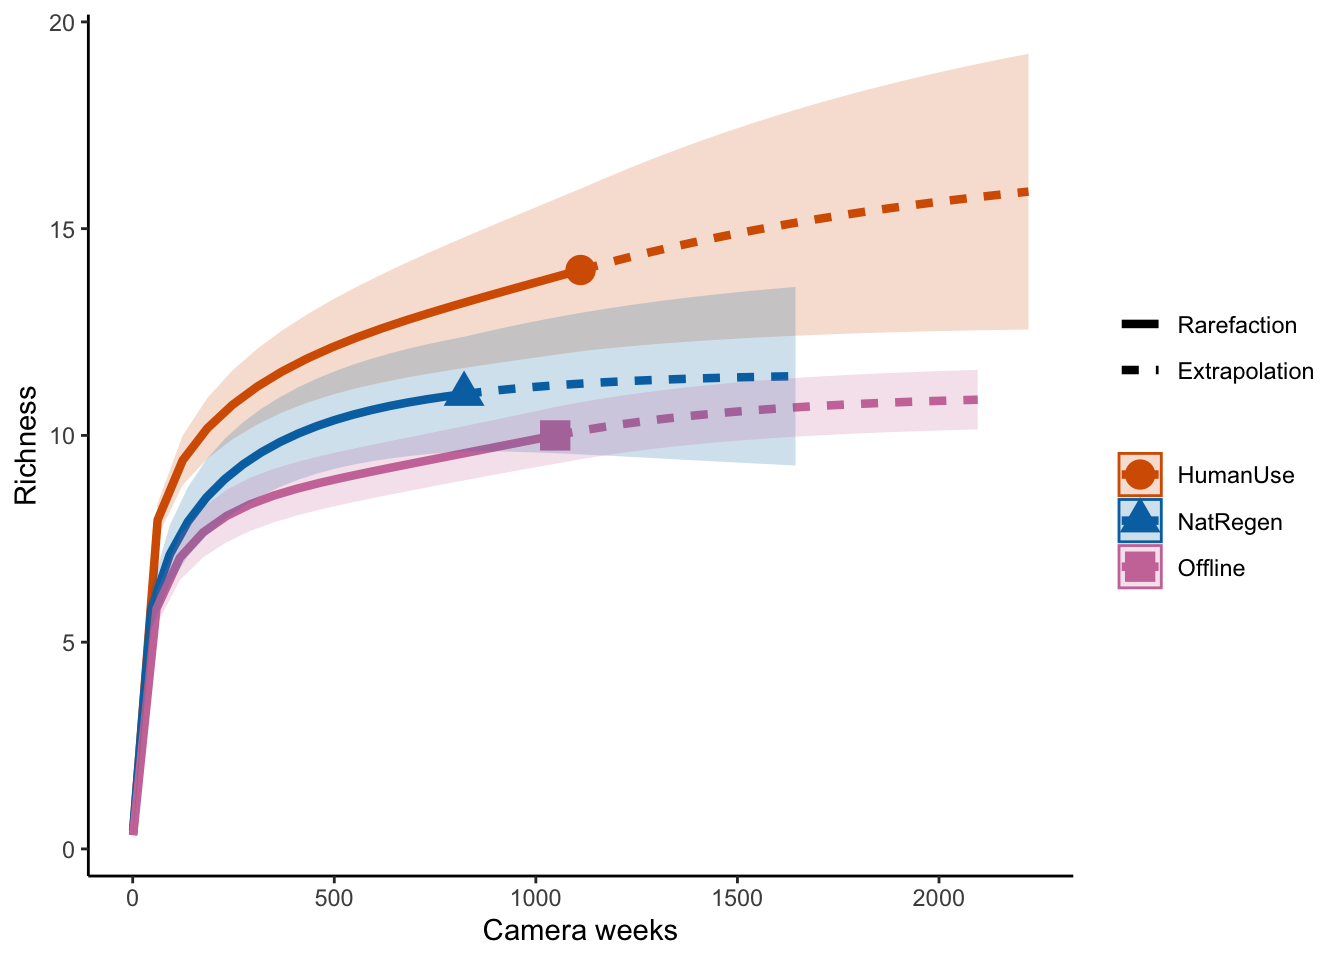 20
15
10
5
0
Richness
0 500 1000 1500 2000
Camera weeks
Rarefaction
Extrapolation
HumanUse
NatRegen
Offline